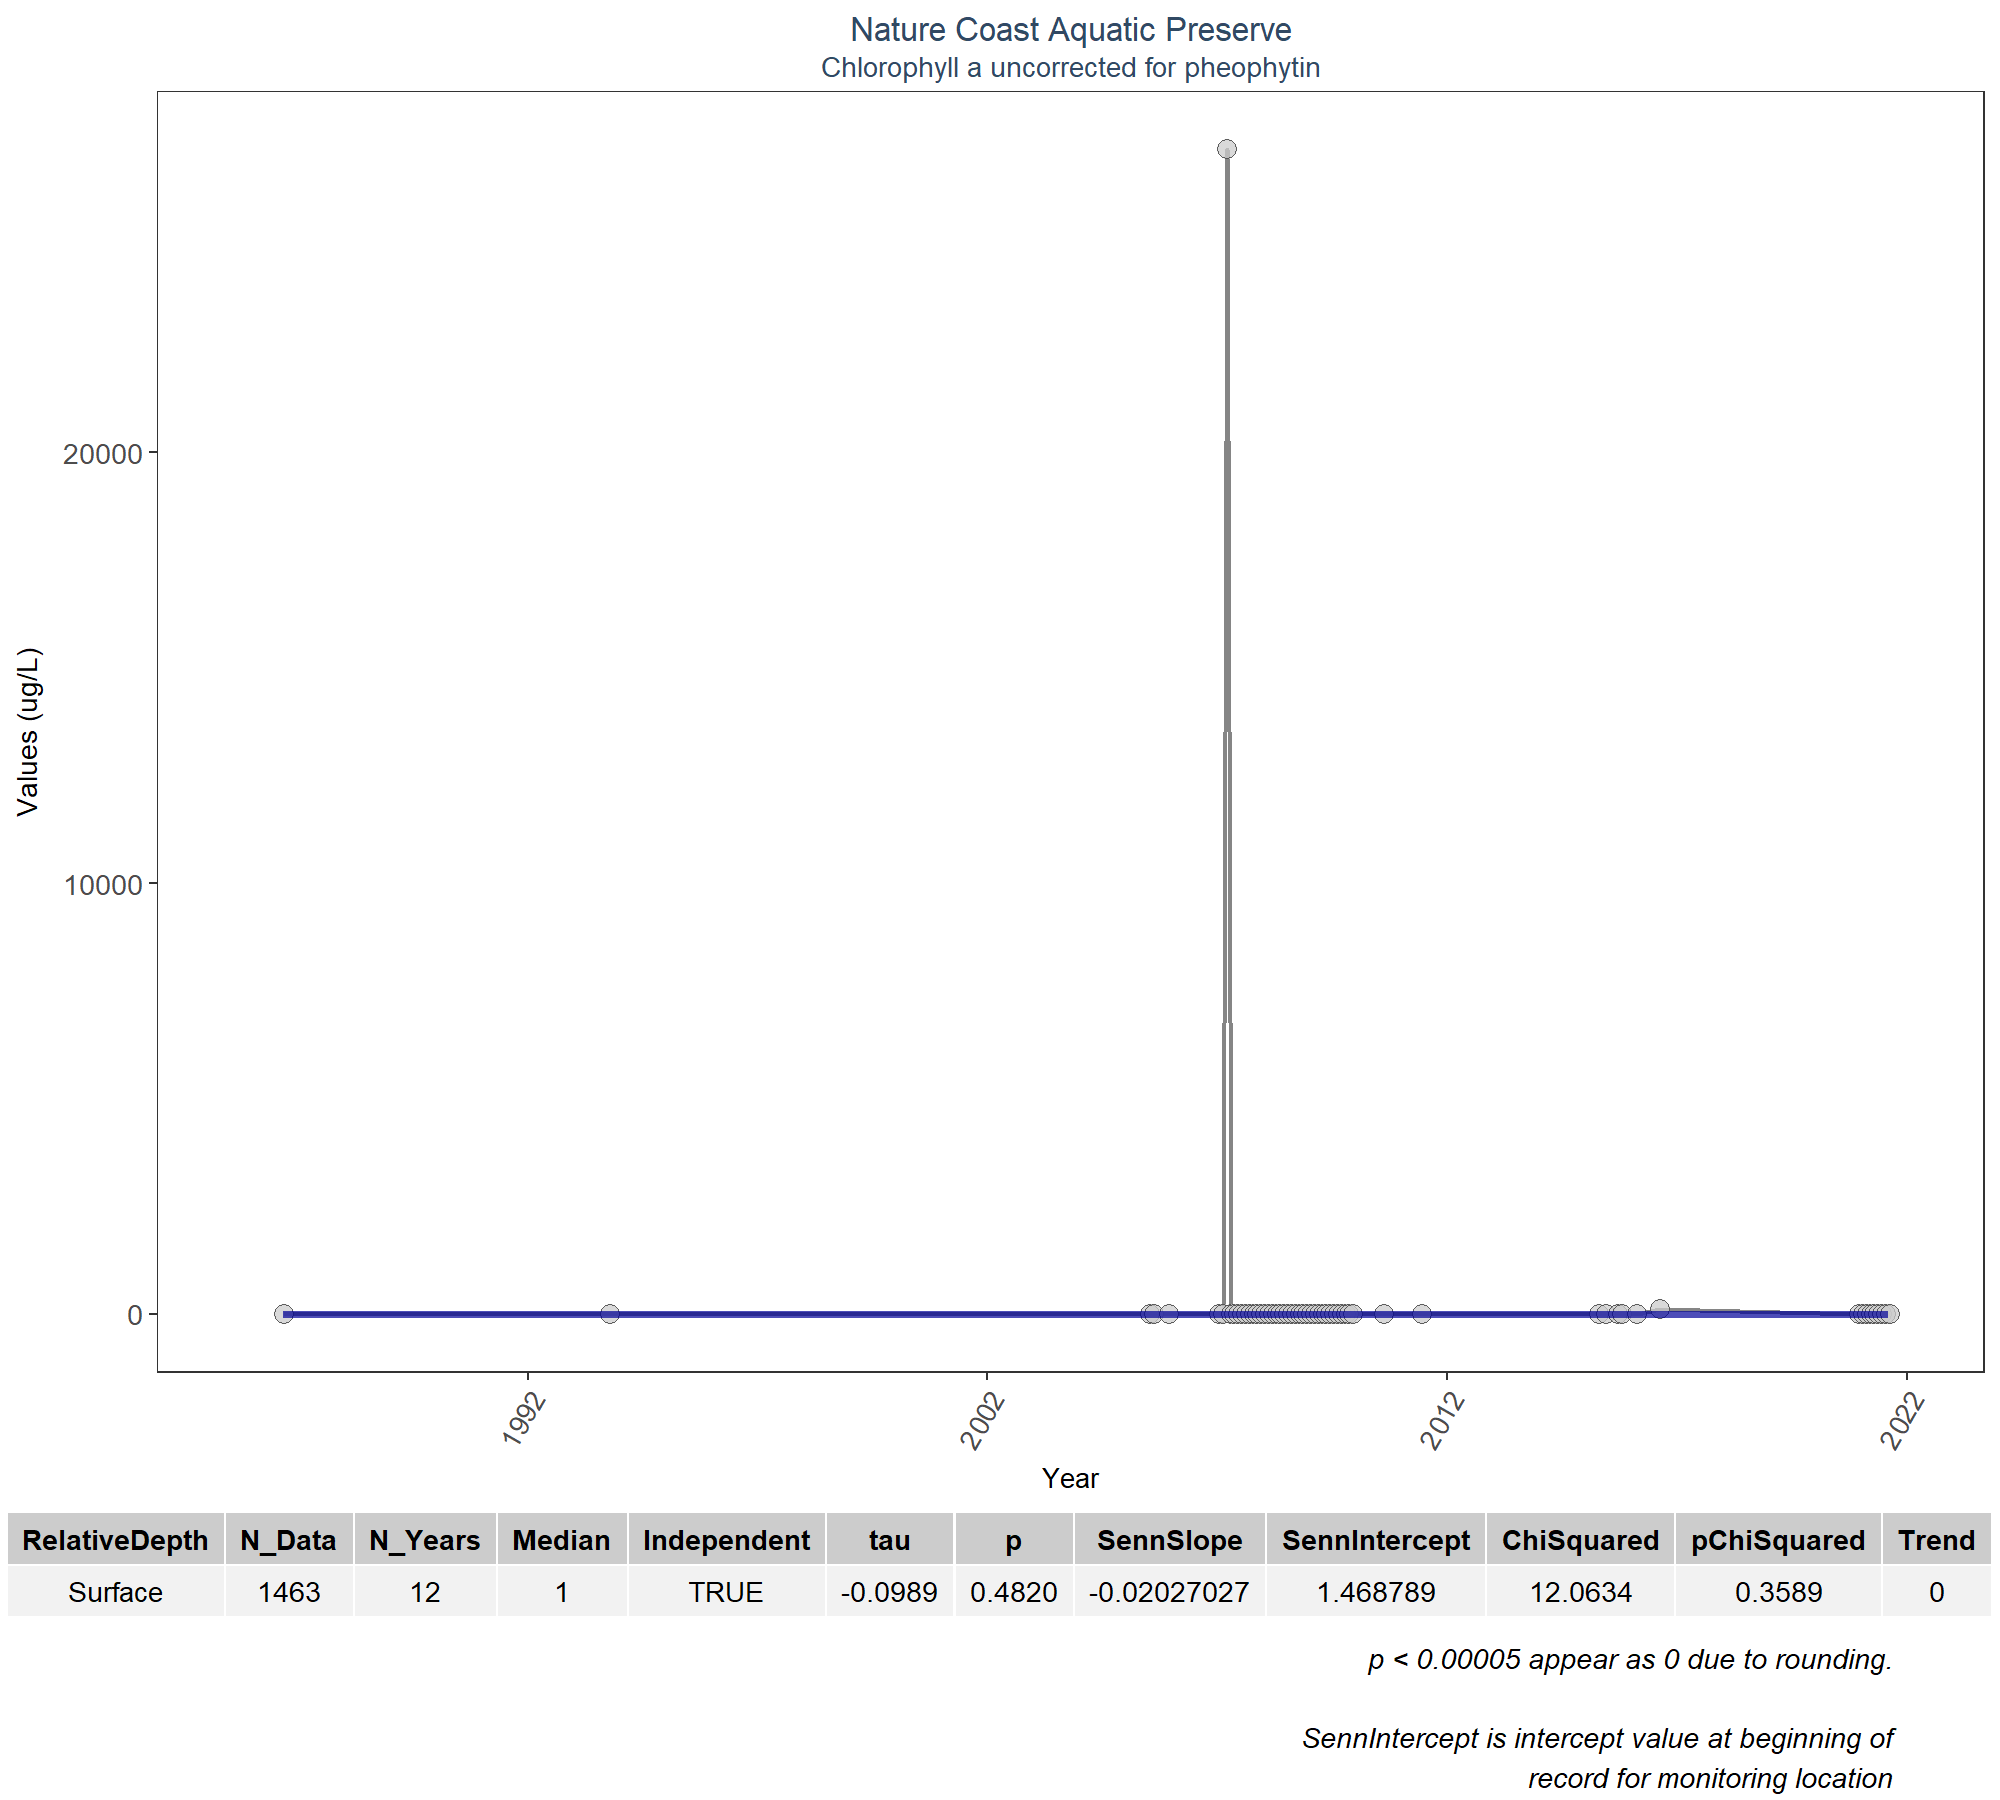 Nature Coast Aquatic Preserve
Chlorophyll a uncorrected for pheophytin
Values (ug/L)
20000
10000
0
1992
2002
2012
2022
Year
RelativeDepth N_Data N_Years Median Independent tau p SennSlope SennIntercept ChiSquared pChiSquared Trend
Surface 1463 12 1 TRUE -0.0989 0.4820 -0.02027027 1.468789 12.0634 0.3589 0
p < 0.00005 appear as 0 due to rounding.
SennIntercept is intercept value at beginning of
record for monitoring location